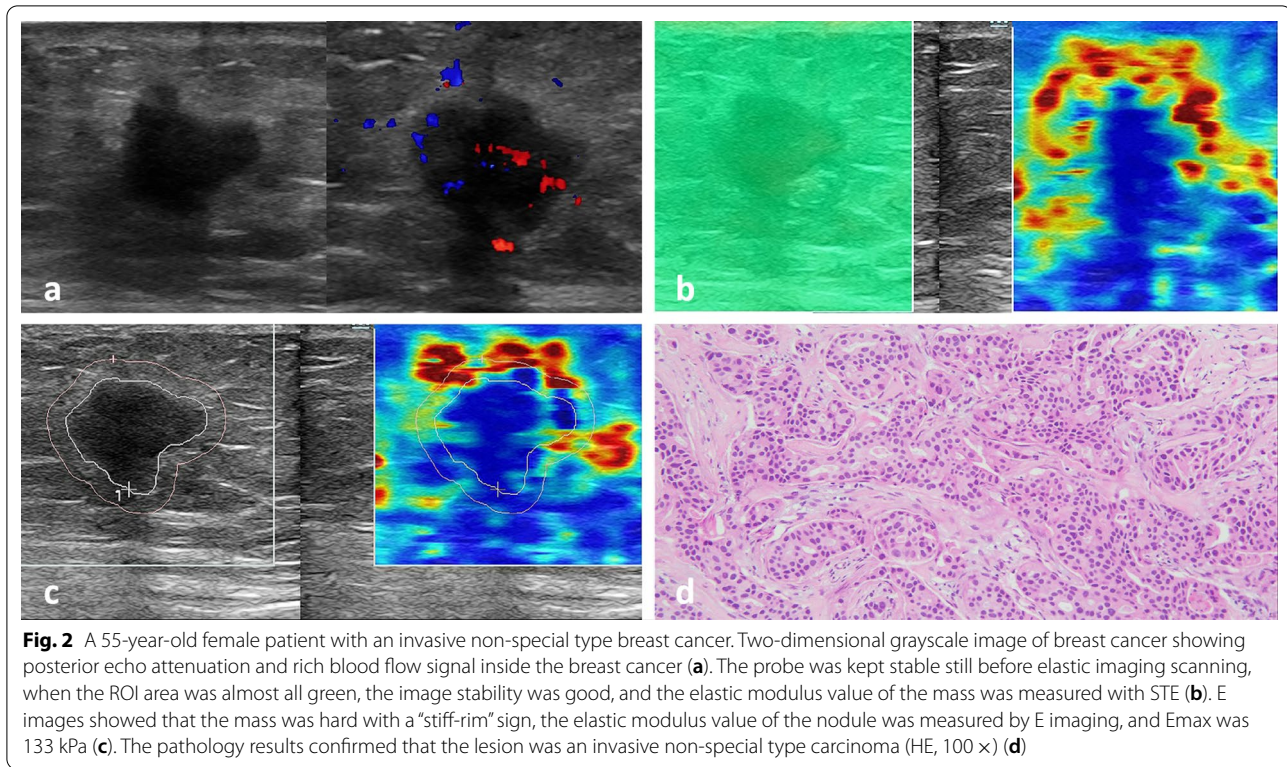 a
b
1
c
d
Fig. 2 A 55-year-old female patient with an invasive non-special type breast cancer. Two-dimensional grayscale image of breast cancer showing
posterior echo attenuation and rich blood flow signal inside the breast cancer (a). The probe was kept stable still before elastic imaging scanning,
when the ROI area was almost all green, the image stability was good, and the elastic modulus value of the mass was measured with STE (b). E
images showed that the mass was hard with a “stiff-rim” sign, the elastic modulus value of the nodule was measured by E imaging, and Emax was
133 kPa (c). The pathology results confirmed that the lesion was an invasive non-special type carcinoma (HE, 100 ×) (d)